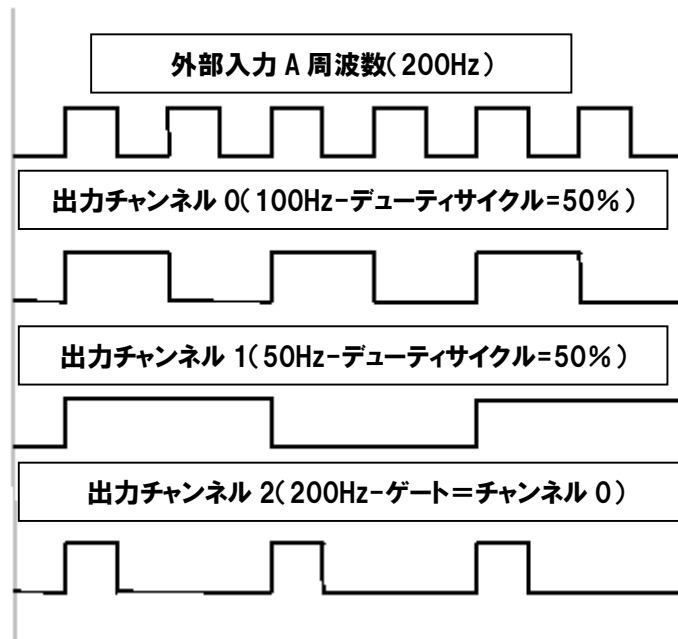 外部入力 A 周波数(200Hz)
出力チャンネル 0(100Hz-デューティサイクル=50%)
出力チャンネル 1(50Hz-デューティサイクル=50%)
出力チャンネル 2(200Hz-ゲート=チャンネル 0)